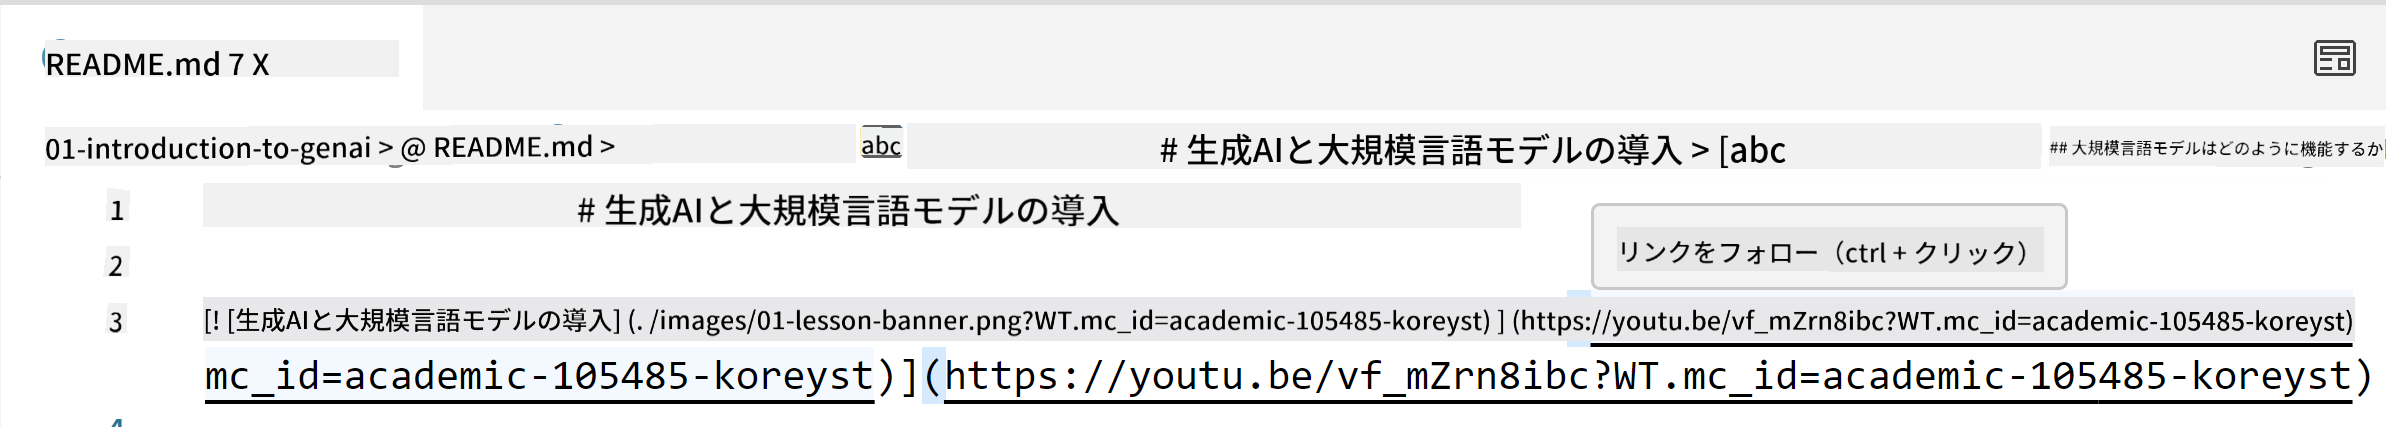 README.md 7 X
01-introduction-to-genai > @ README.md > abc # 生成AIと大規模言語モデルの導入 > [abc ## 大規模言語モデルはどのように機能するか
1 # 生成AIと大規模言語モデルの導入
リンクをフォロー（ctrl + クリック）
2
3 [! [生成AIと大規模言語モデルの導入] (. /images/01-lesson-banner.png?WT.mc_id=academic-105485-koreyst) ] (https://youtu.be/vf_mZrn8ibc?WT.mc_id=academic-105485-koreyst)
mc_id=academic-105485-koreyst)](https://youtu.be/vf_mZrn8ibc?WT.mc_id=academic-105485-koreyst)
4